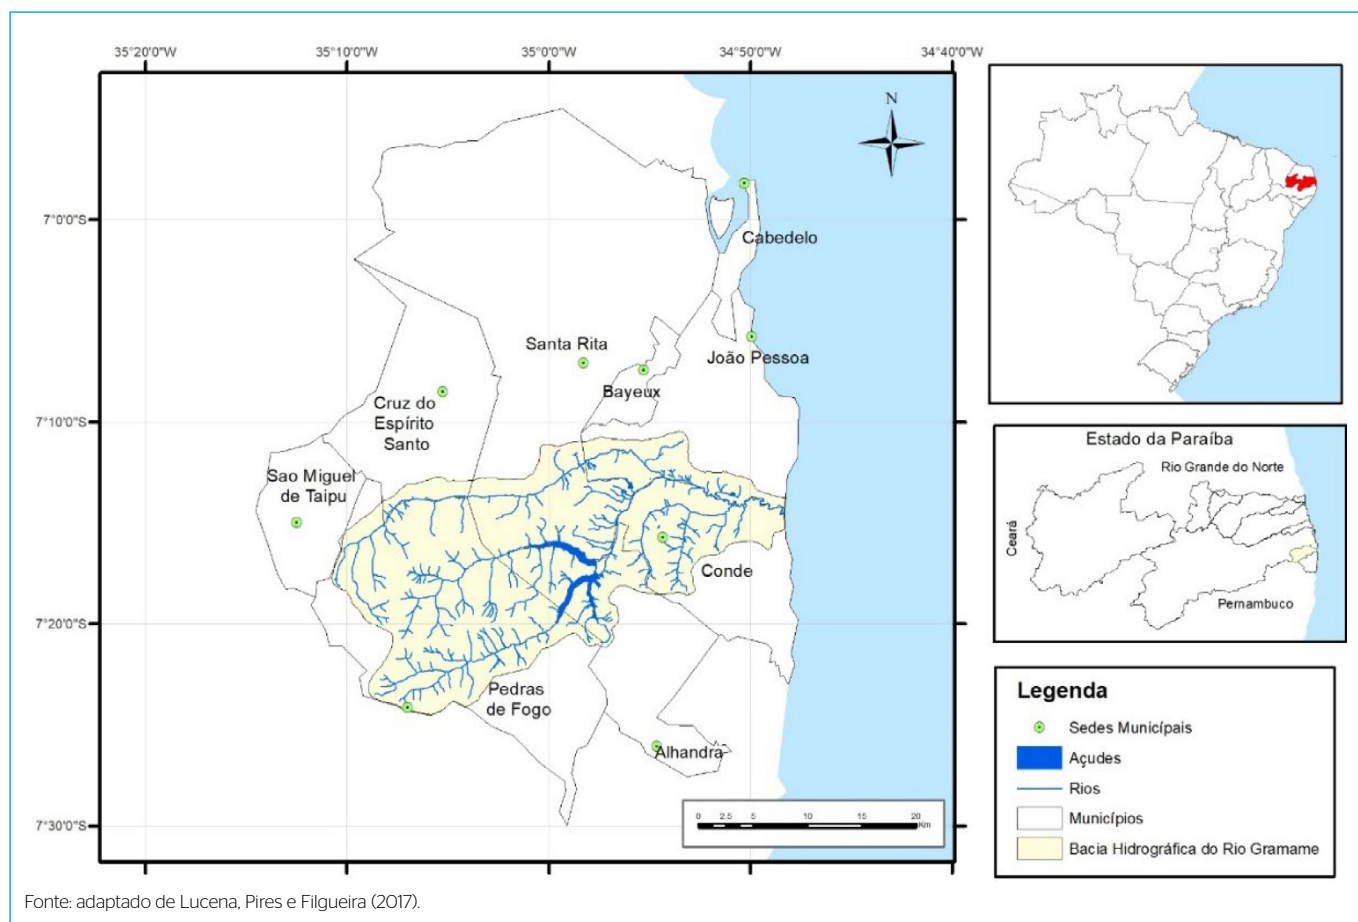 35°20'0"W
35°10'0"W
35°0'0"W
34°50'0"W
34°40'0"W
N
7°0'0"S
7°10'0"S
7°20'0"S
7°30'0"S
Cabedelo
Santa Rita
João Pessoa
Bayeux
Cruz do
Espírito
Santo
Sao Miguel
de Taipu
Conde
Pedras
de Fogo
Alhandra
0 2.5 5 10 15 20
Km
Estado da Paraíba
Rio Grande do Norte
Ceará
Pernambuco
Legenda
Sedes Municípais
Açudes
Rios
Municípios
Bacia Hidrográfica do Rio Gramame
Fonte: adaptado de Lucena, Pires e Filgueira (2017).